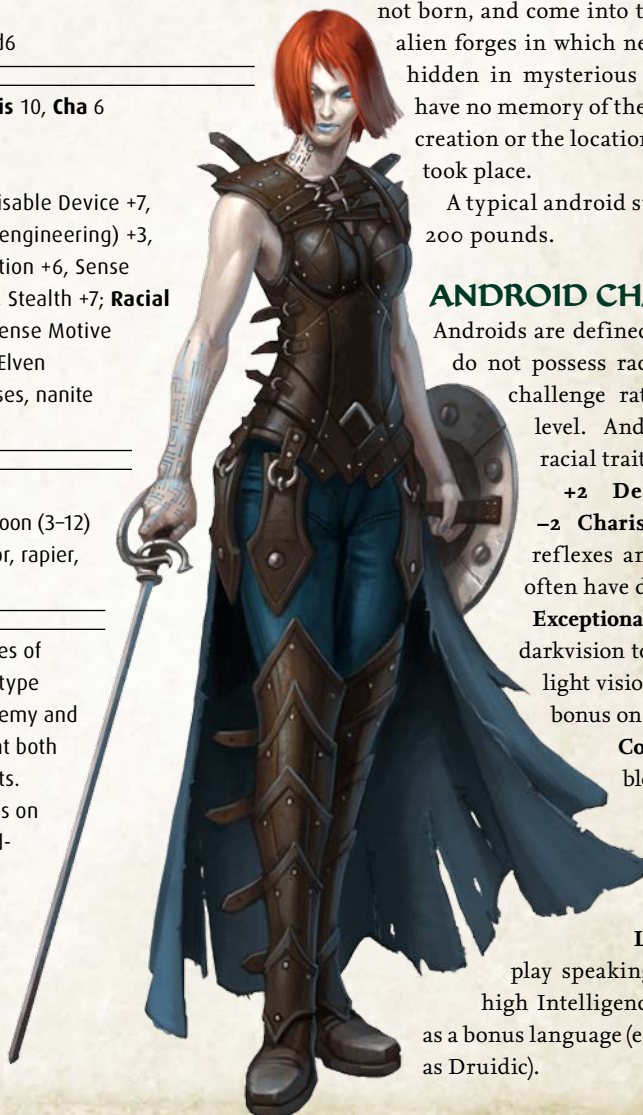 is 10, Cha 6
isable Device +7,
engineering) +3,
tion +6, Sense
Stealth +7; Racial
ense Motive
Elven
ses, nanite
oon (3–12)
or, rapier,
es of
type
emy and
at both
ts.
s on
l-
not born, and come into t
alien forges in which ne
hidden in mysterious
have no memory of the
creation or the location
took place.
A typical android s
200 pounds.
ANDROID CHA
Androids are defined
do not possess rac
challenge rat
level. And
racial trait
+2 De
–2 Charis
reflexes an
often have d
Exceptiona
darkvision to
light visio
bonus on
Co
ble
L
play speaking
high Intelligenc
as a bonus language (e
as Druidic).